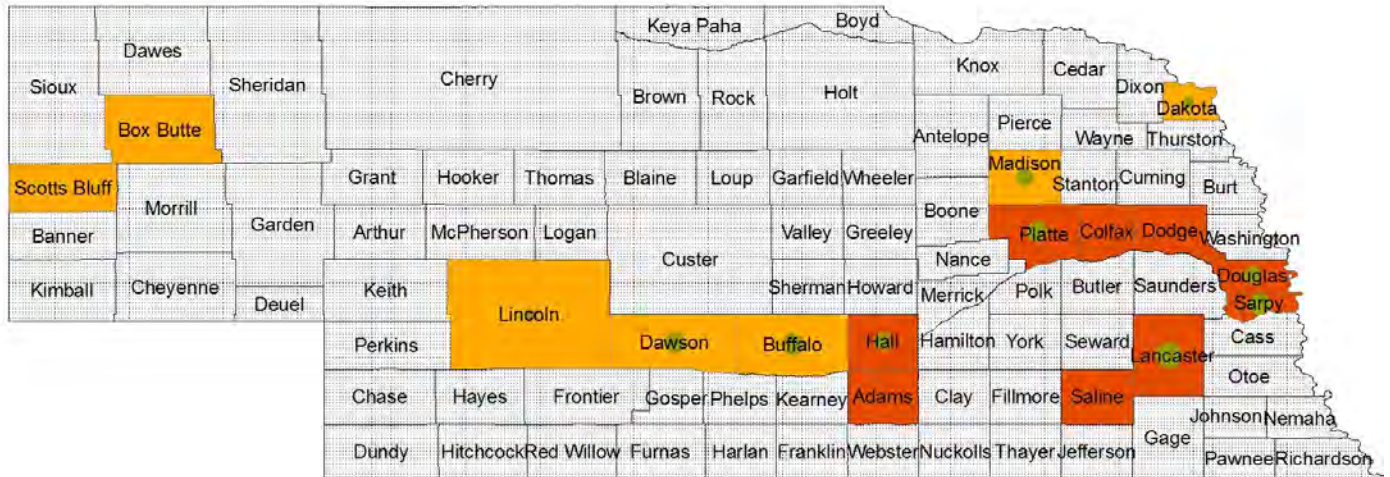 Keya Paha
Boyd
Dawes
Sioux
Sheridan
Cherry
Brown
Rock
Holt
Knox
Cedar
Dixon
Dakota
Box Butte
Antelope
Pierce
Wayne
Thurston
Scotts Bluff
Morrill
Garden
Grant
Hooker
Thomas
Blaine
Loup
Garfield
Wheeler
Madison
Stanton
Cuming
Burt
Banner
Arthur
McPherson
Logan
Custer
Valley
Greeley
Boone
Platte
Colfax
Dodge
Washington
Nance
Kimball
Cheyenne
Deuel
Keith
Lincoln
Sherman
Howard
Merrick
Polk
Butler
Saunders
Douglas
Sarpy
Perkins
Dawson
Buffalo
Hall
Hamilton
York
Seward
Lancaster
Cass
Otoe
Chase
Hayes
Frontier
Gosper
Phelps
Kearney
Adams
Clay
Fillmore
Saline
Gage
Johnson
Nemaha
Dundy
Hitchcock
Red Willow
Furnas
Harlan
Franklin
Webster
Nuckolls
Thayer
Jefferson
Pawnee
Richardson